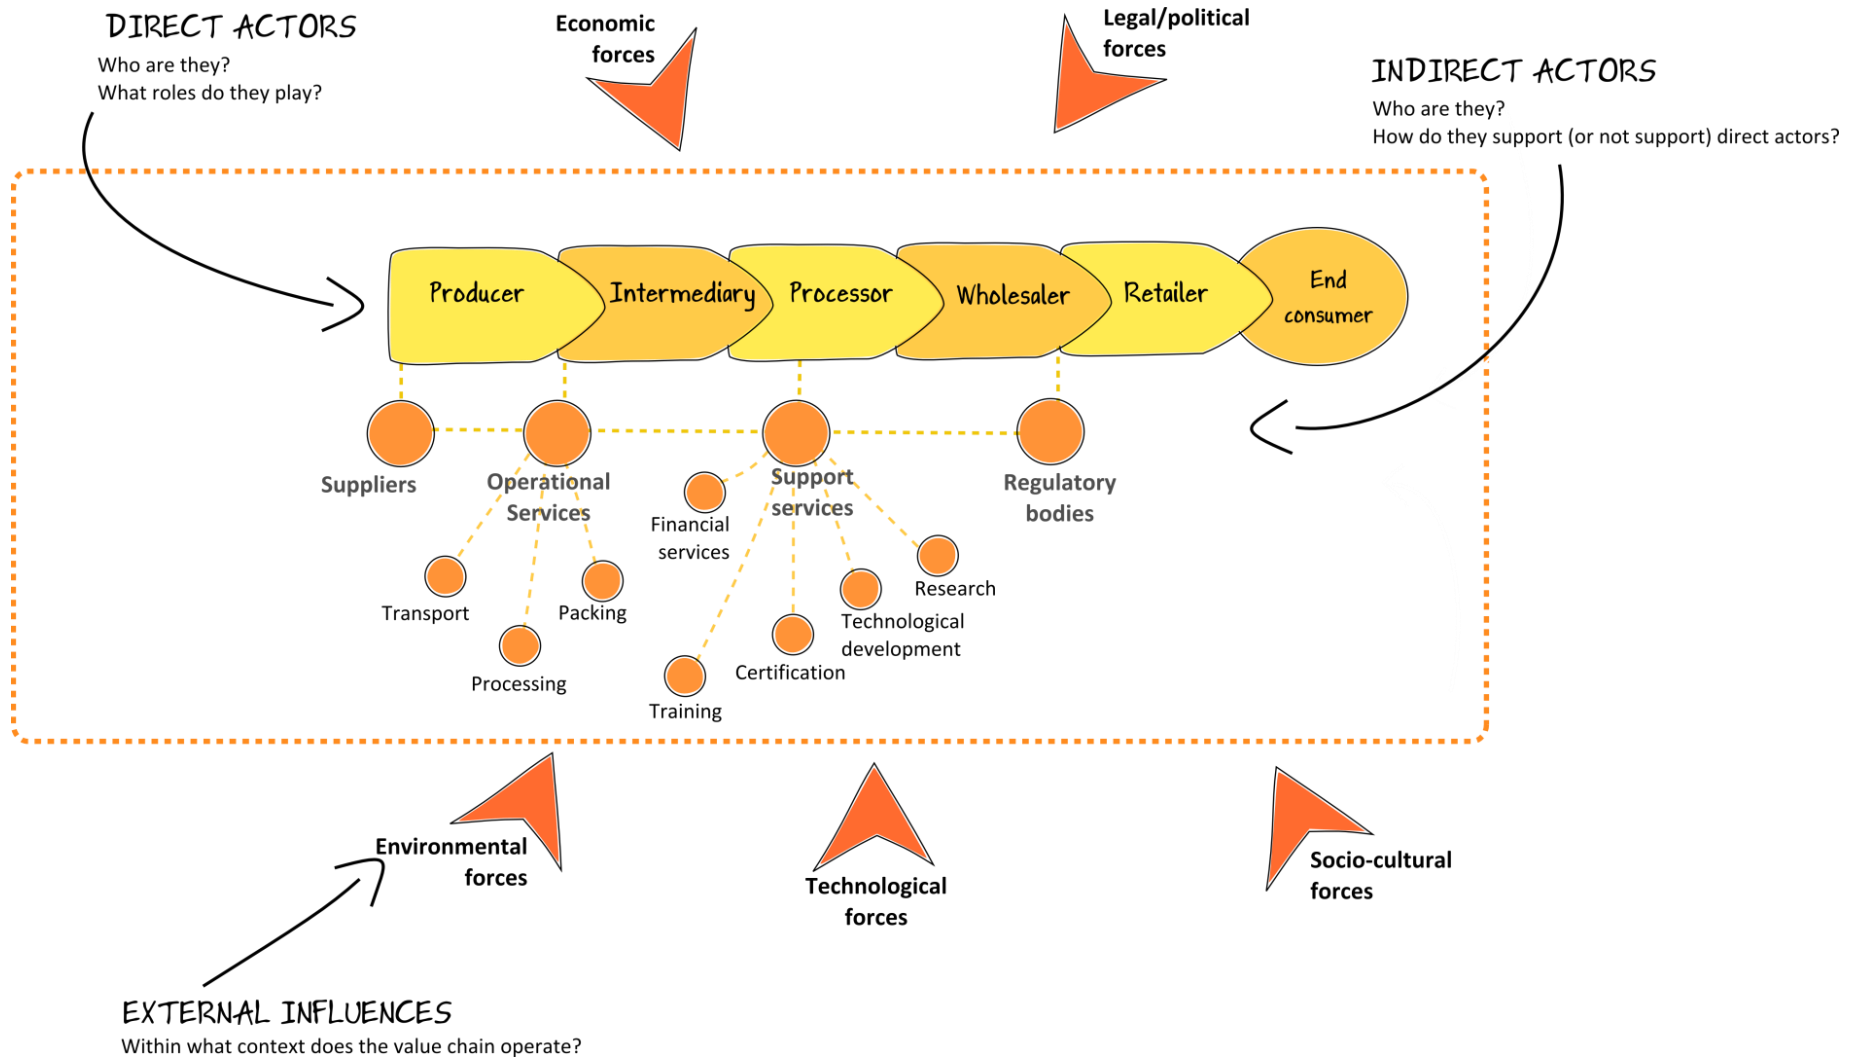 DIRECT ACTORS
Who are they?
What roles do they play?
Economic
forces
Legal/political
forces
INDIRECT ACTORS
Who are they?
How do they support (or not support) direct actors?
Producer
Intermediary
Processor
Wholesaler
Retailer
End
consumer
Suppliers
Operational
Services
Support
services
Regulatory
bodies
Financial
services
Transport
Packing
Processing
Research
Technological
development
Certification
Training
Environmental
forces
Technological
forces
Socio-cultural
forces
EXTERNAL INFLUENCES
Within what context does the value chain operate?